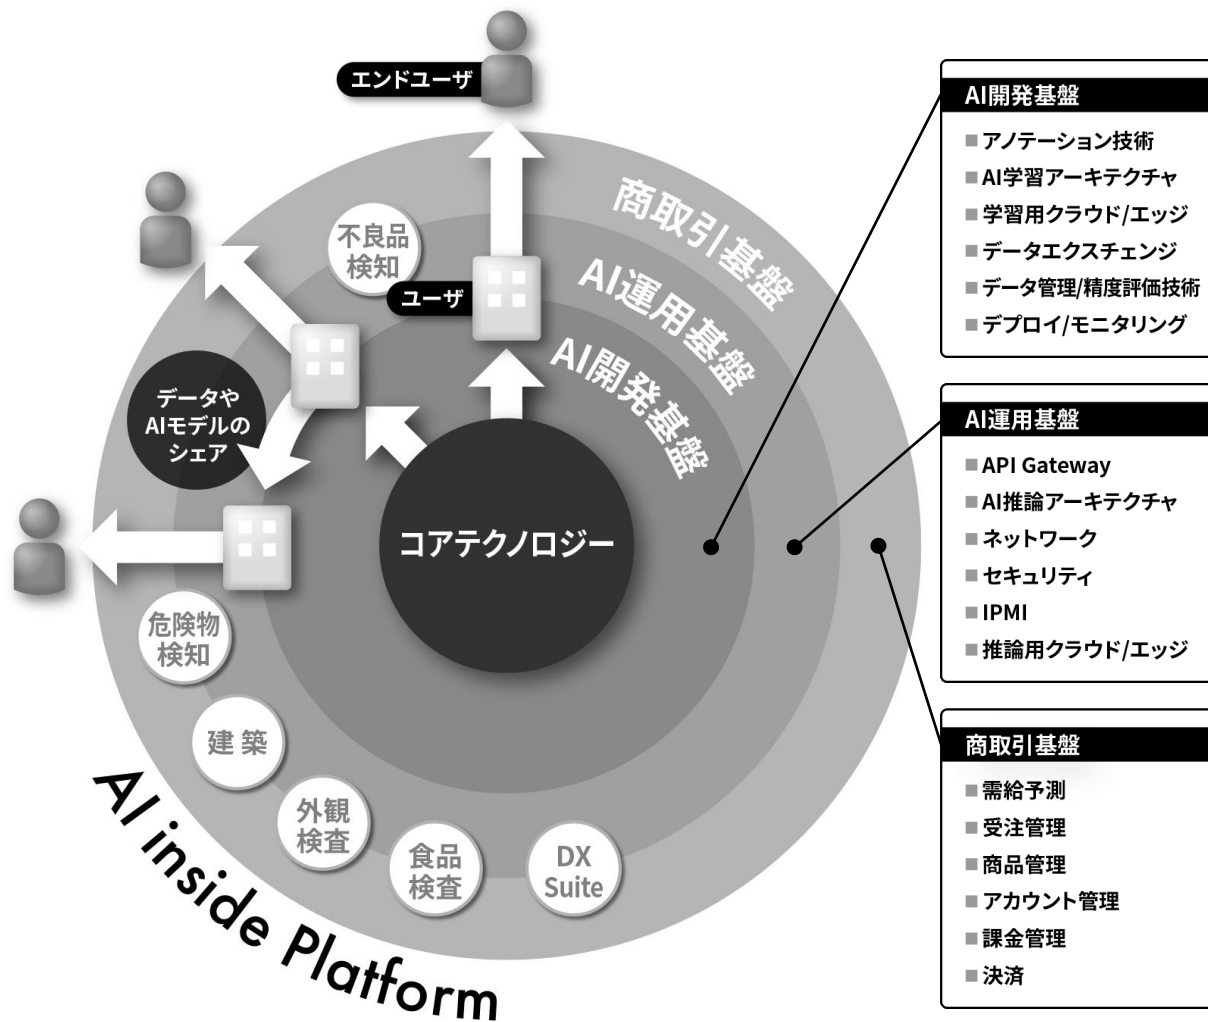 エンドユーザ
商取引基盤
AI運用基盤
AI開発基盤
不良品
検知
ユーザ
データや
AIモデルの
シェア
コアテクノロジー
危険物
検知
建 築
外観
検査
食品
検査
DX
Suite
AI inside Platform
AI開発基盤
■アノテーション技術
■AI学習アーキテクチャ
■学習用クラウド/エッジ
■データエクスチェンジ
■データ管理/精度評価技術
■デプロイ/モニタリング
AI運用基盤
■API Gateway
■AI推論アーキテクチャ
■ネットワーク
■セキュリティ
■IPMI
■推論用クラウド/エッジ
商取引基盤
■需給予測
■受注管理
■商品管理
■アカウント管理
■課金管理
■決済